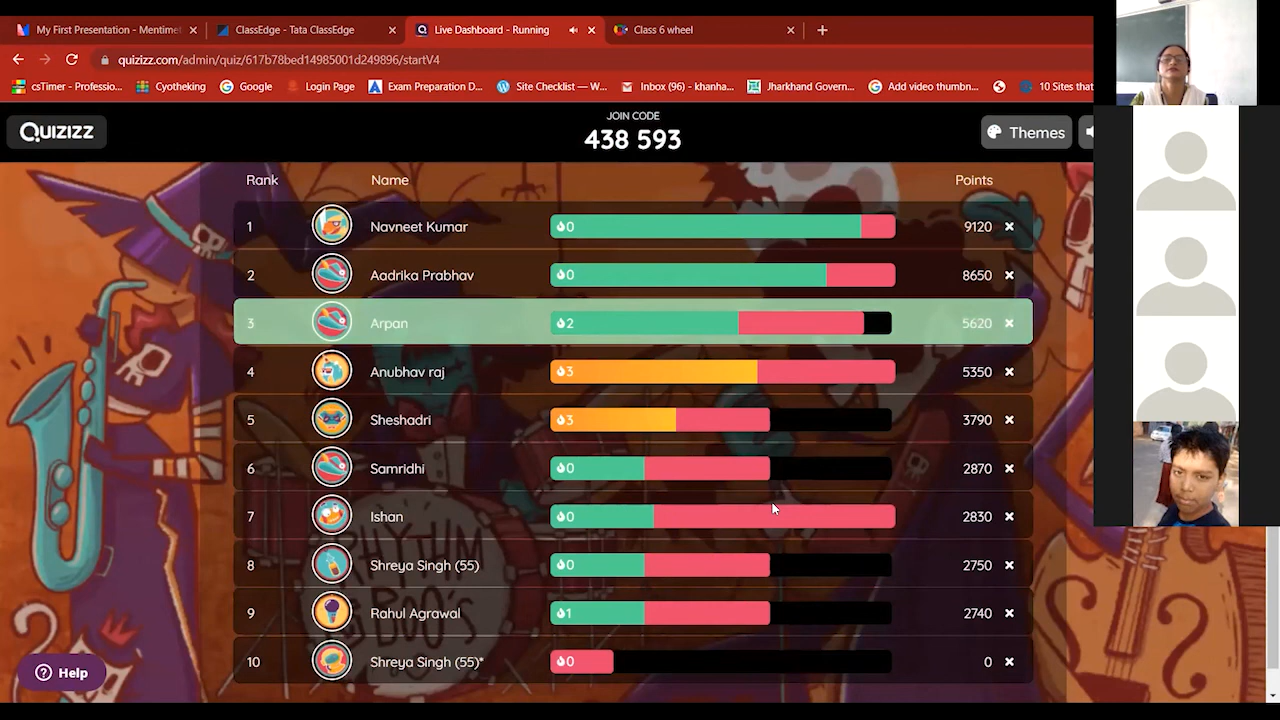 My First Presentation - Mentimet
ClassEdge - Tata ClassEdge
Live Dashboard - Running
Class 6 wheel
quizizz.com/admin/quiz/617b78bed14985001d249896/startV4
csTimer - Professio...
Cyotheking
Google
Login Page
Exam Preparation D...
Site Checklist — W...
Inbox (96) - khanha...
Jharkhand Govern...
Add video thumbn...
10 Sites that
QUIZIZZ
JOIN CODE
438 593
Themes
Rank Name Points
1 Navneet Kumar 0 9120
2 Aadrika Prabhav 0 8650
3 Arpan 2 5620
4 Anubhav raj 3 5350
5 Sheshadri 3 3790
6 Samridhi 0 2870
7 Ishan 0 2830
8 Shreya Singh (55) 0 2750
9 Rahul Agrawal 1 2740
10 Shreya Singh (55)* 0 0
RHYTHM
BOO'S
Help